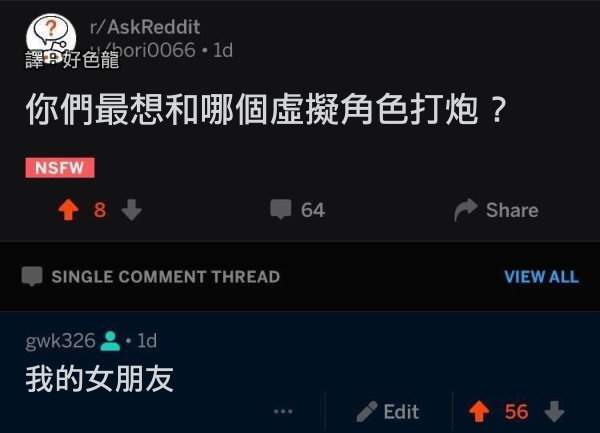 r/AskReddit
u/bori0066 • 1d
譯：好色龍
你們最想和哪個虛擬角色打炮？
NSFW
8
64
Share
SINGLE COMMENT THREAD
VIEW ALL
gwk326 • 1d
我的女朋友
... Edit 56